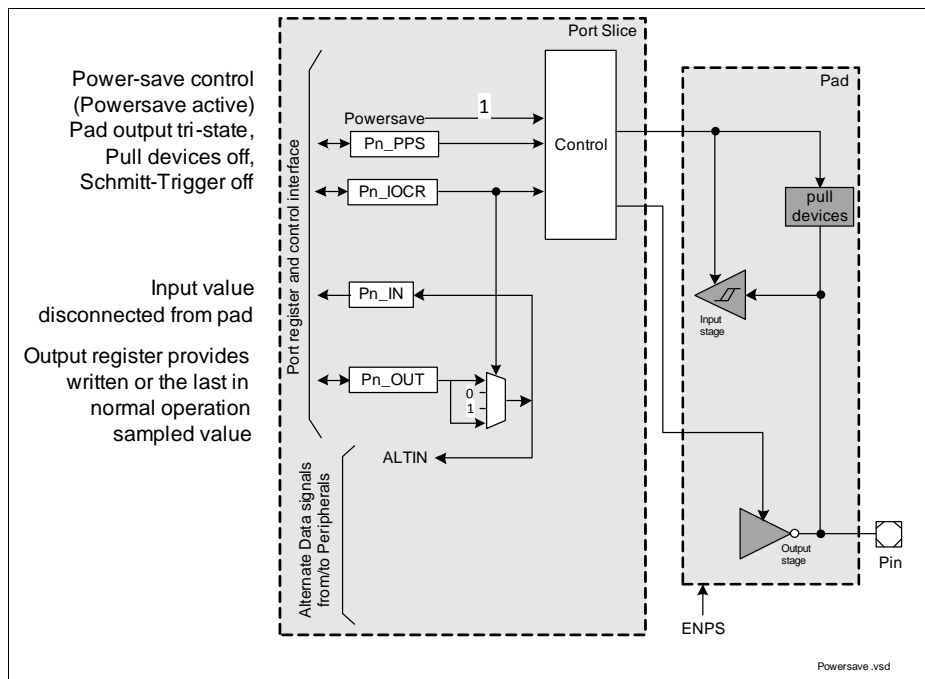 Port Slice
Power-save control
(Powersave active)
Pad output tri-state,
Pull devices off,
Schmitt-Trigger off
Input value
disconnected from pad
Output register provides
written or the last in
normal operation
sampled value
Port register and control interface
Alternate Data signals
from/to Peripherals
Powersave
1
Pn_PPS
Pn_IOCR
Pn_IN
Pn_OUT
0
1
ALTIN
Control
Pad
pull
devices
Input
stage
Output
stage
Pin
ENPS
Powersave .vsd